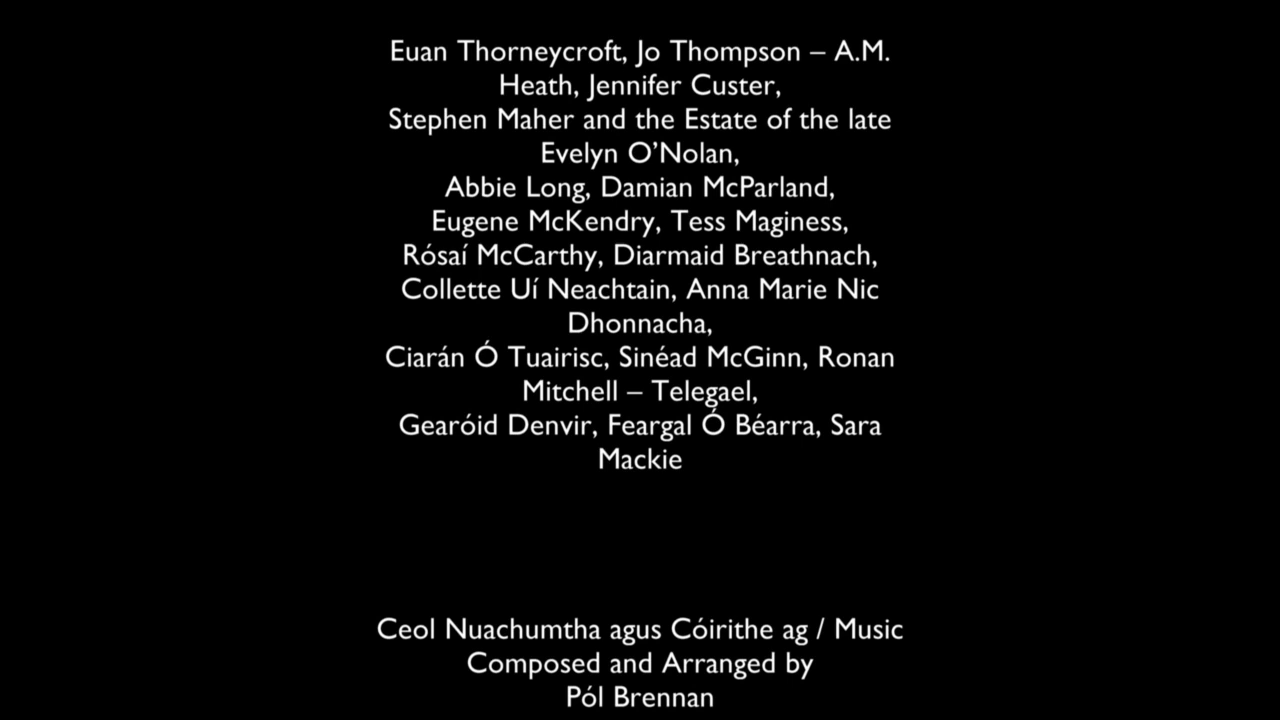 Euan Thorneycroft, Jo Thompson – A.M.
Heath, Jennifer Custer,
Stephen Maher and the Estate of the late
Evelyn O’Nolan,
Abbie Long, Damian McParland,
Eugene McKendry, Tess Maginess,
Rósaí McCarthy, Diarmaid Breathnach,
Collette Uí Neachtain, Anna Marie Nic
Dhonnacha,
Ciarán Ó Tuairisc, Sinéad McGinn, Ronan
Mitchell – Telegael,
Gearóid Denvir, Feargal Ó Béarra, Sara
Mackie
Ceol Nuachumtha agus Cóirithe ag / Music
Composed and Arranged by
Pól Brennan